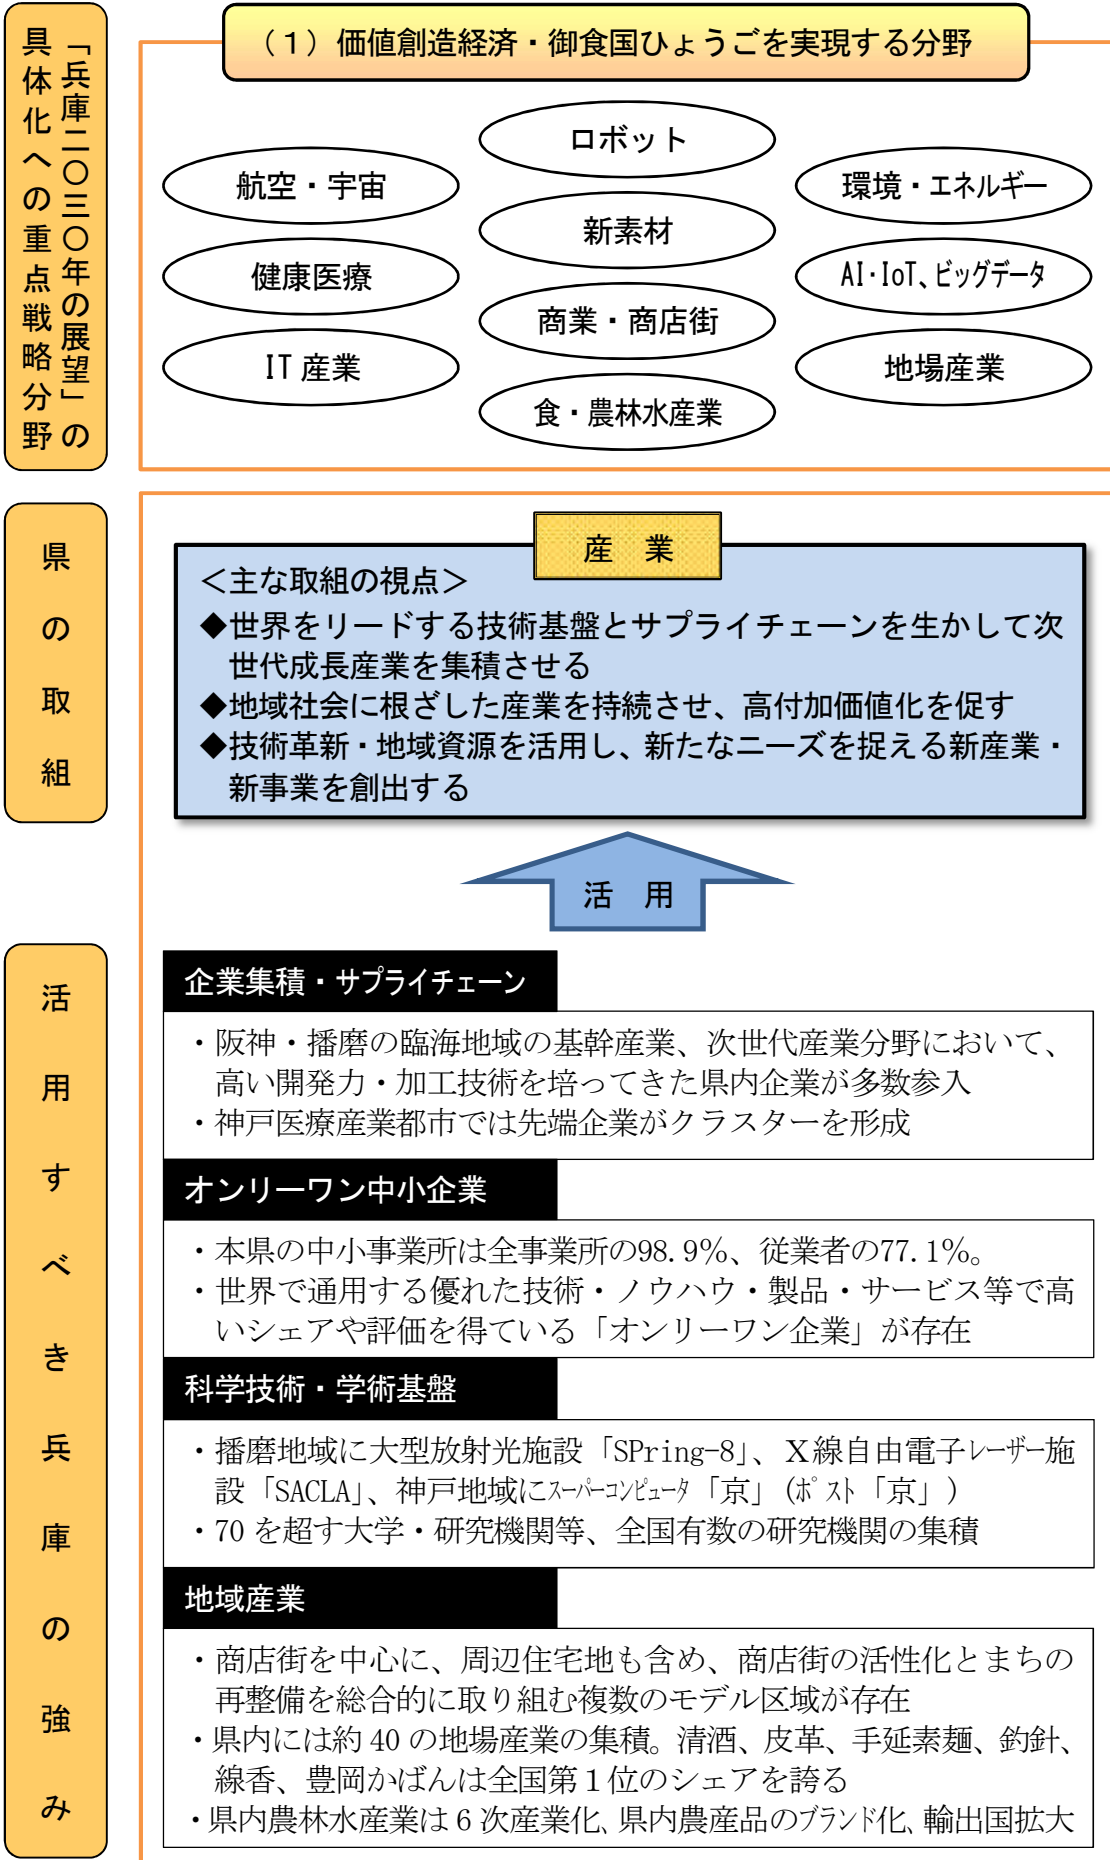 「兵庫二〇三〇年の展望」の
具体化への重点戦略分野
（1）価値創造経済・御食国ひょうごを実現する分野
ロボット
航空・宇宙
環境・エネルギー
新素材
健康医療
AI･IoT、ビッグデータ
商業・商店街
IT 産業
地場産業
食・農林水産業
県の取組
産　業
＜主な取組の視点＞
◆世界をリードする技術基盤とサプライチェーンを生かして次
世代成長産業を集積させる
◆地域社会に根ざした産業を持続させ、高付加価値化を促す
◆技術革新・地域資源を活用し、新たなニーズを捉える新産業・
新事業を創出する
活　用
活用すべき兵庫の強み
企業集積・サプライチェーン
・阪神・播磨の臨海地域の基幹産業、次世代産業分野において、
高い開発力・加工技術を培ってきた県内企業が多数参入
・神戸医療産業都市では先端企業がクラスターを形成
オンリーワン中小企業
・本県の中小事業所は全事業所の98.9％、従業者の77.1％。
・世界で通用する優れた技術・ノウハウ・製品・サービス等で高
いシェアや評価を得ている「オンリーワン企業」が存在
科学技術・学術基盤
・播磨地域に大型放射光施設「SPring-8」、Ｘ線自由電子ﾚｰｻﾞｰ施
設「SACLA」、神戸地域にｽｰﾊﾟｰｺﾝﾋﾟｭｰﾀ「京」(ﾎﾟｽﾄ「京」)
・70 を超す大学・研究機関等、全国有数の研究機関の集積
地域産業
・商店街を中心に、周辺住宅地も含め、商店街の活性化とまちの
再整備を総合的に取り組む複数のモデル区域が存在
・県内には約 40 の地場産業の集積。清酒、皮革、手延素麺、釣針、
線香、豊岡かばんは全国第１位のシェアを誇る
・県内農林水産業は 6 次産業化、県内農産品のブランド化、輸出国拡大